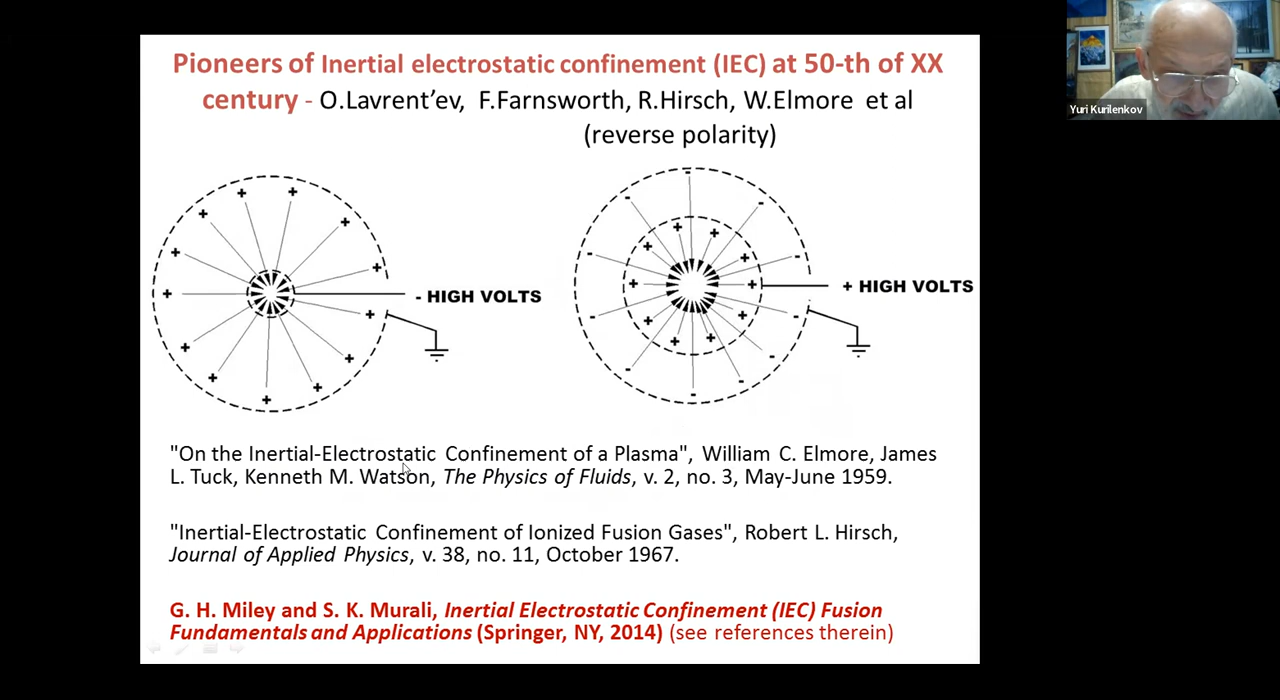 Pioneers of Inertial electrostatic confinement (IEC) at 50-th of XX
century - O.Lavrent’ev, F.Farnsworth, R.Hirsch, W.Elmore et al
(reverse polarity)
- HIGH VOLTS
+ HIGH VOLTS
"On the Inertial-Electrostatic Confinement of a Plasma", William C. Elmore, James
L. Tuck, Kenneth M. Watson, The Physics of Fluids, v. 2, no. 3, May-June 1959.
"Inertial-Electrostatic Confinement of Ionized Fusion Gases", Robert L. Hirsch,
Journal of Applied Physics, v. 38, no. 11, October 1967.
G. H. Miley and S. K. Murali, Inertial Electrostatic Confinement (IEC) Fusion
Fundamentals and Applications (Springer, NY, 2014) (see references therein)
Yuri Kurilenkov